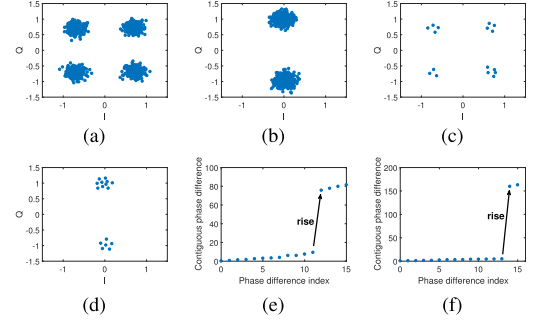 1.5
1
0.5
0
-0.5
-1
-1.5
Q
-1 0 1
I
(a)
1.5
1
0.5
0
-0.5
-1
-1.5
Q
-1 0 1
I
(b)
1.5
1
0.5
0
-0.5
-1
-1.5
Q
-1 0 1
I
(c)
1.5
1
0.5
0
-0.5
-1
-1.5
Q
-1 0 1
I
(d)
Contiguous phase difference
100
80
60
40
20
0
rise
0 5 10 15
Phase difference index
(e)
Contiguous phase difference
200
150
100
50
0
rise
0 5 10 15
Phase difference index
(f)